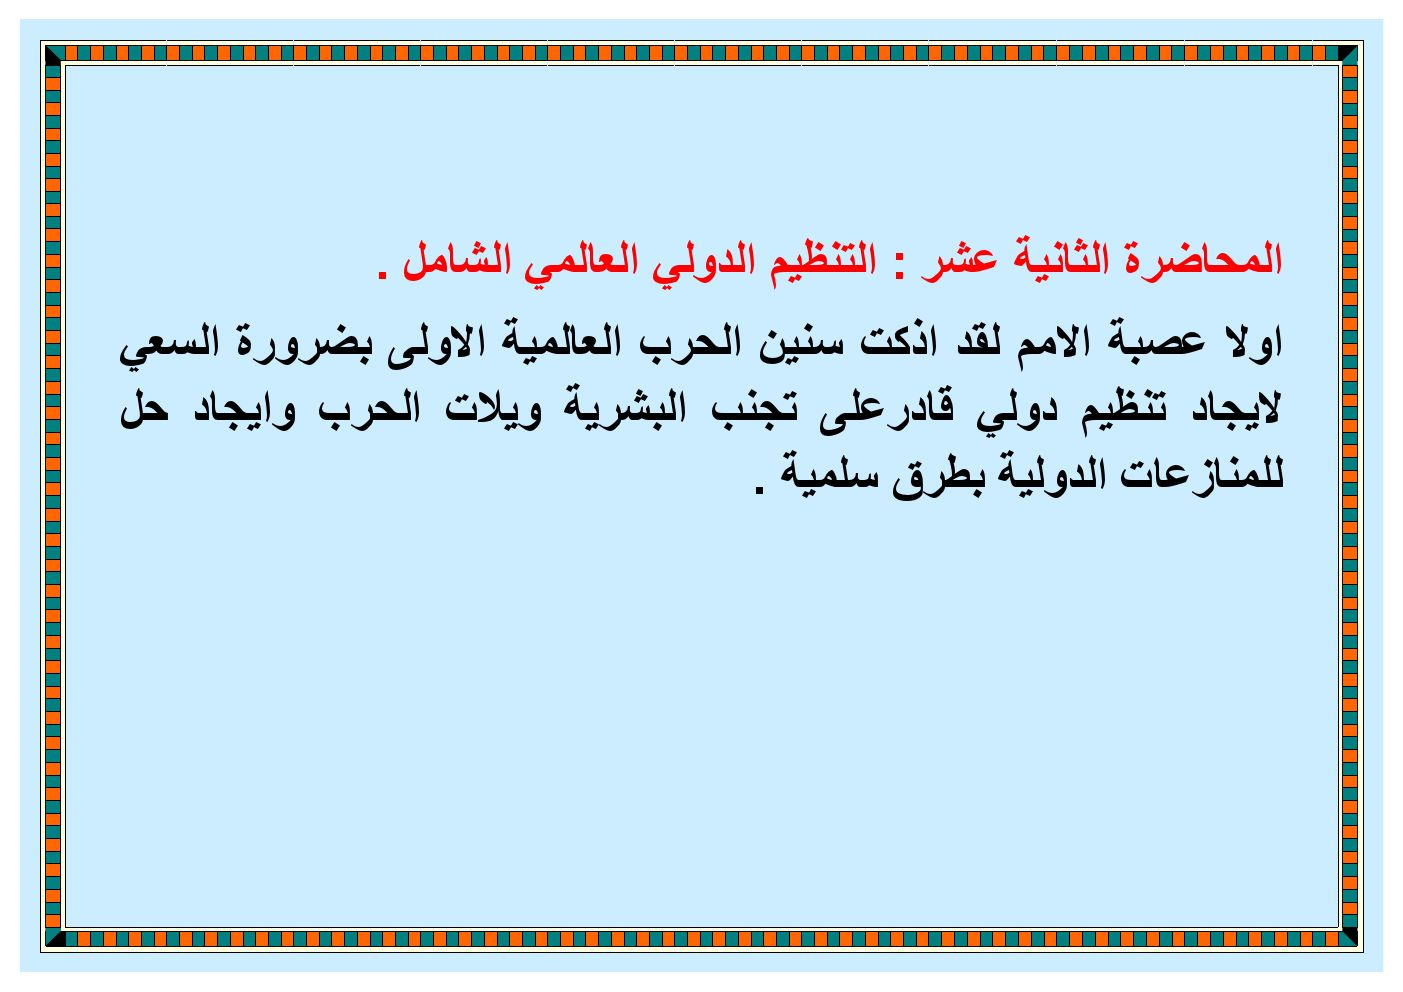 المحاضرة الثانية عشر : التنظيم الدولي العالمي الشامل .
اولا عصبة الامم لقد اذكت سنين الحرب العالمية الاولى بضرورة السعي
لايجاد تنظيم دولي قادرعلى تجنب البشرية ويلات الحرب وايجاد حل
للمنازعات الدولية بطرق سلمية .